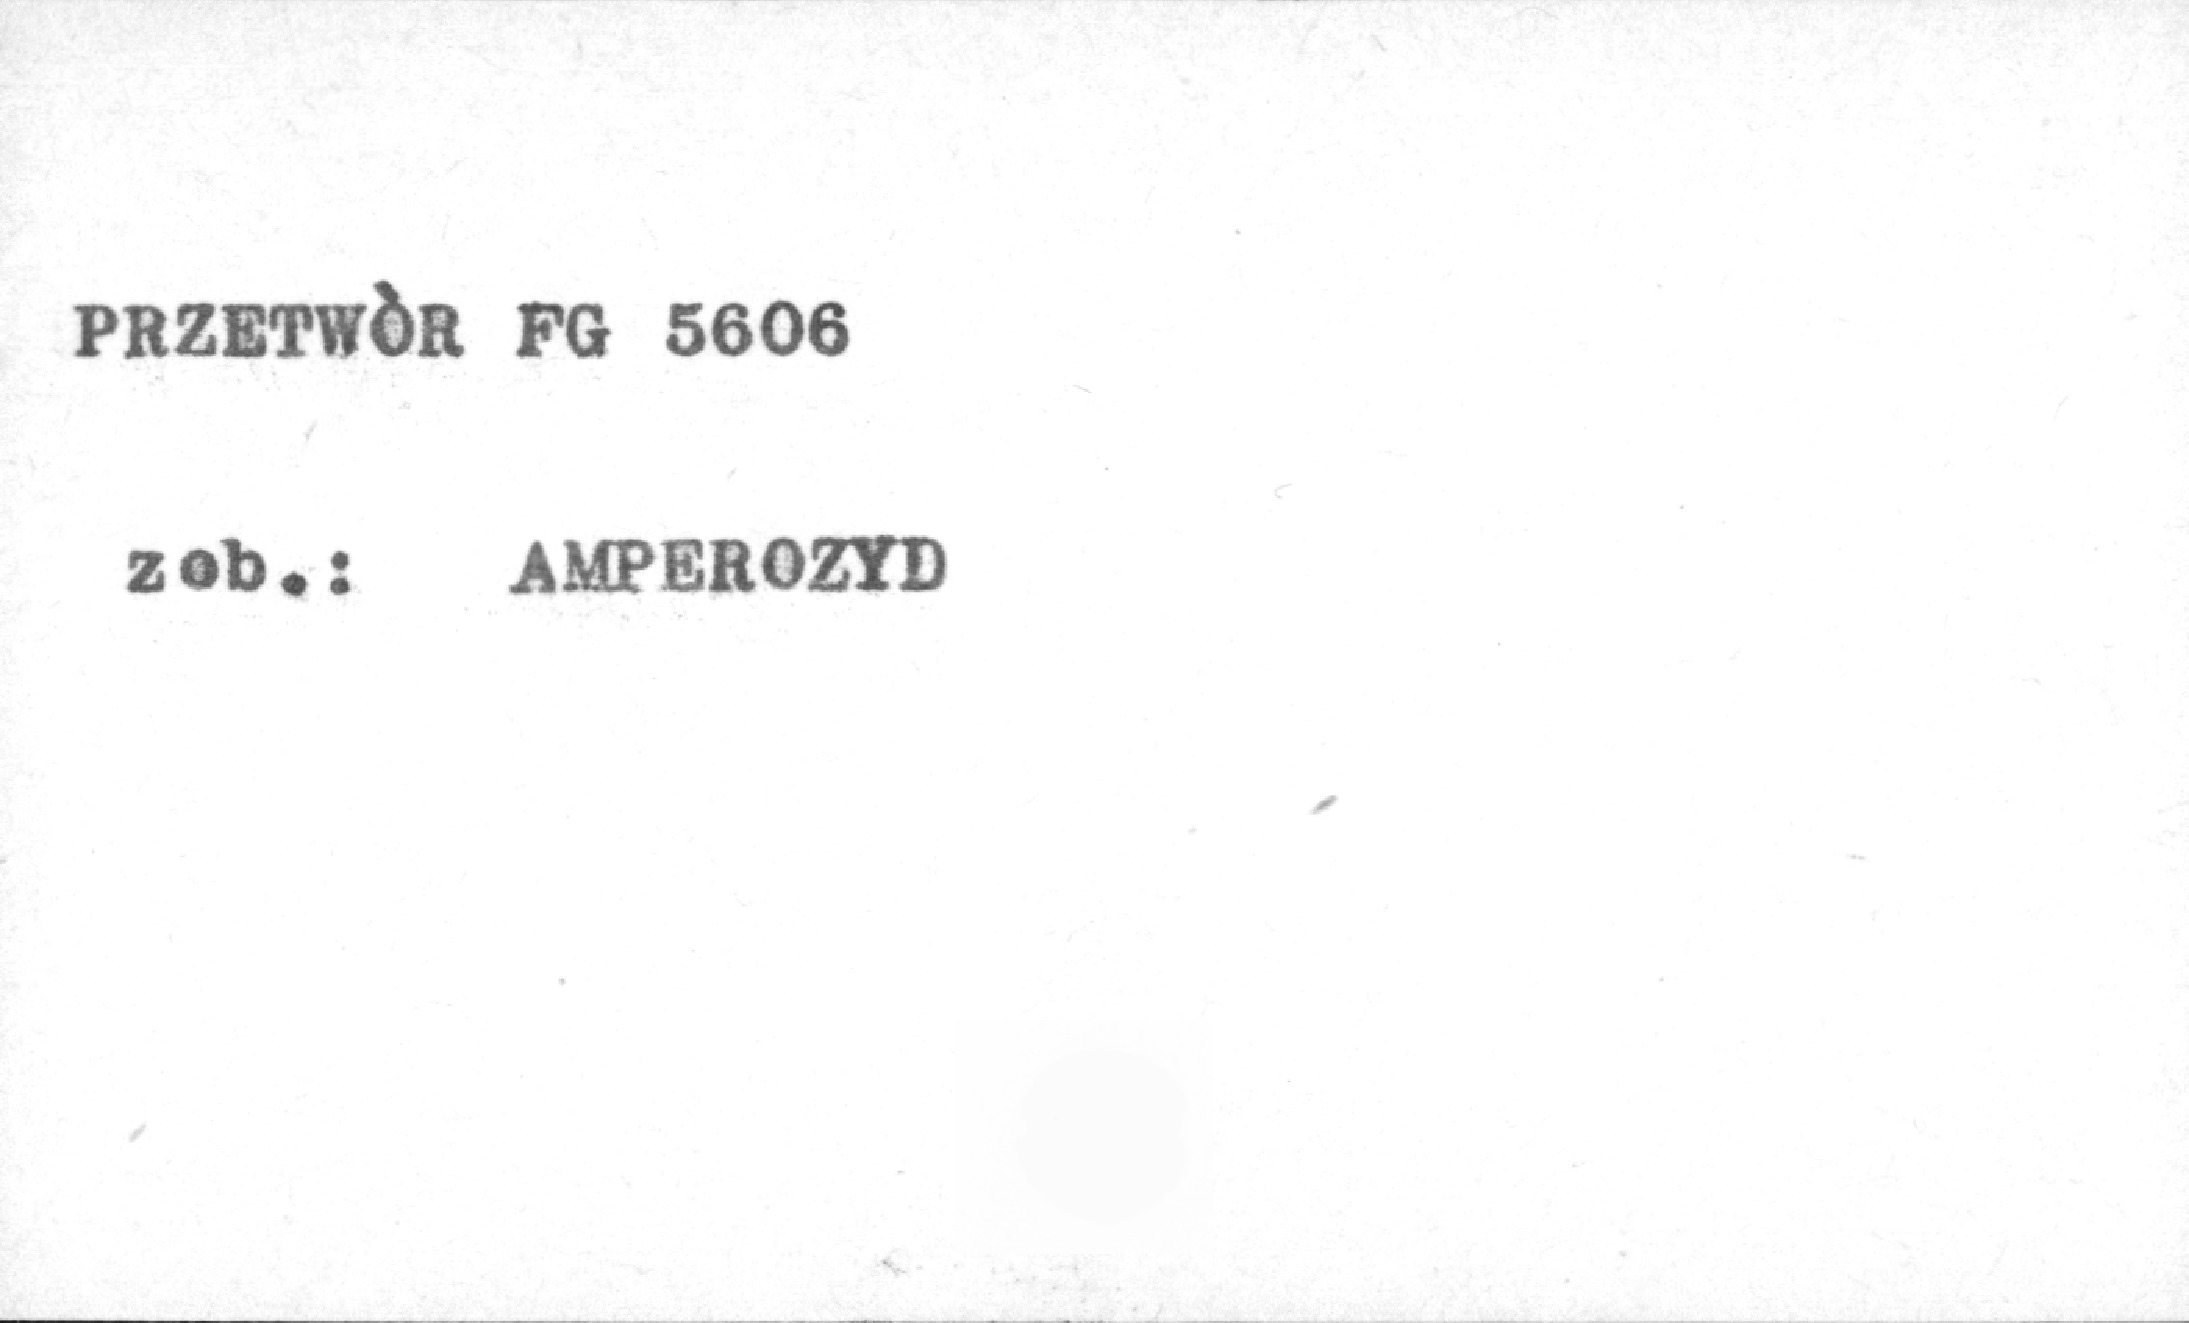 PRZETWÒR FG 5606
zob.: AMPEROZYD